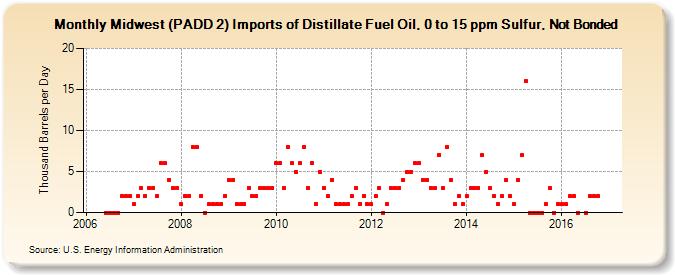 Monthly Midwest (PADD 2) Imports of Distillate Fuel Oil, 0 to 15 ppm Sulfur, Not Bonded
Thousand Barrels per Day
20
15
10
5
0
2006 2008 2010 2012 2014 2016
Source: U.S. Energy Information Administration